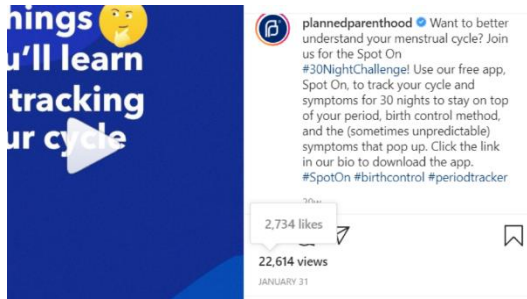 hings 🤔
u'll learn
tracking
ur cycle
plannedparenthood Want to better
understand your menstrual cycle? Join
us for the Spot On
#30NightChallenge! Use our free app,
Spot On, to track your cycle and
symptoms for 30 nights to stay on top
of your period, birth control method,
and the (sometimes unpredictable)
symptoms that pop up. Click the link
in our bio to download the app.
#SpotOn #birthcontrol #periodtracker
2,734 likes
22,614 views
JANUARY 31